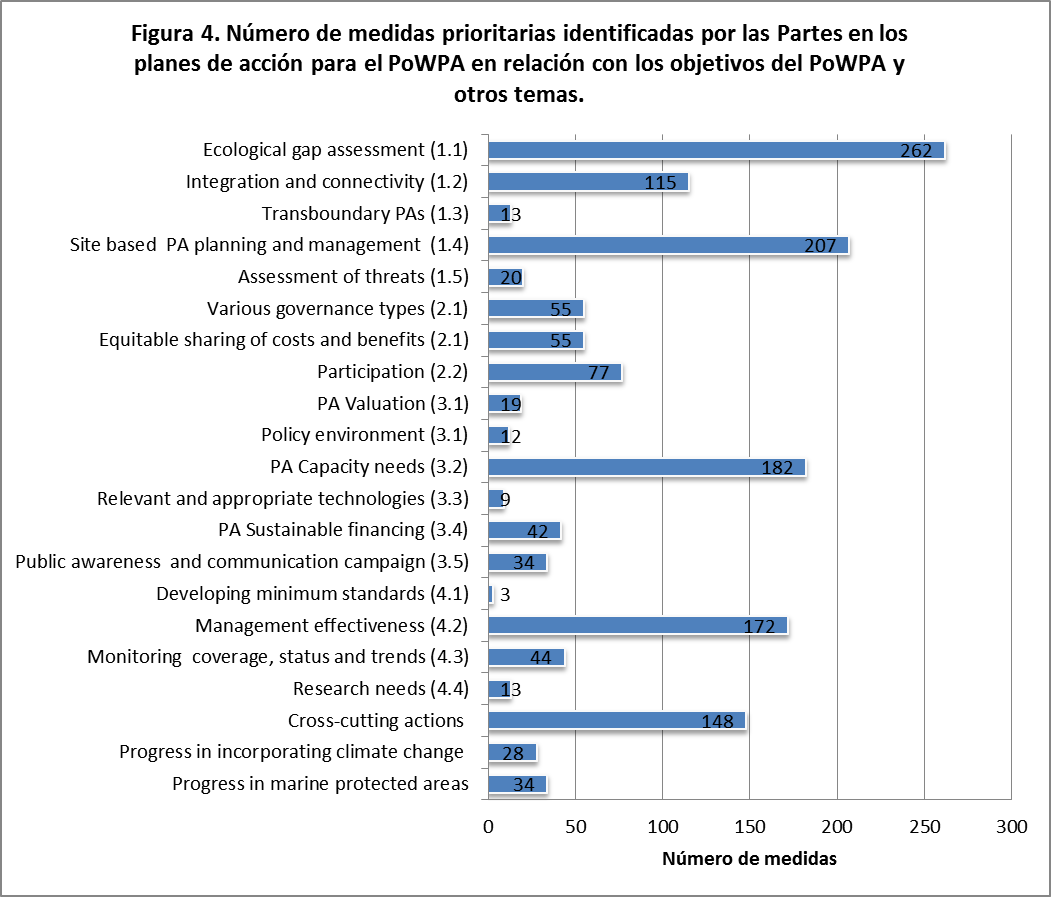 Figura 4. Número de medidas prioritarias identificadas por las Partes en los
planes de acción para el PoWPA en relación con los objetivos del PoWPA y
otros temas.
Ecological gap assessment (1.1) 262
Integration and connectivity (1.2) 115
Transboundary PAs (1.3) 13
Site based PA planning and management (1.4) 207
Assessment of threats (1.5) 20
Various governance types (2.1) 55
Equitable sharing of costs and benefits (2.1) 55
Participation (2.2) 77
PA Valuation (3.1) 19
Policy environment (3.1) 12
PA Capacity needs (3.2) 182
Relevant and appropriate technologies (3.3) 9
PA Sustainable financing (3.4) 42
Public awareness and communication campaign (3.5) 34
Developing minimum standards (4.1) 3
Management effectiveness (4.2) 172
Monitoring coverage, status and trends (4.3) 44
Research needs (4.4) 13
Cross-cutting actions 148
Progress in incorporating climate change 28
Progress in marine protected areas 34
0 50 100 150 200 250 300
Número de medidas